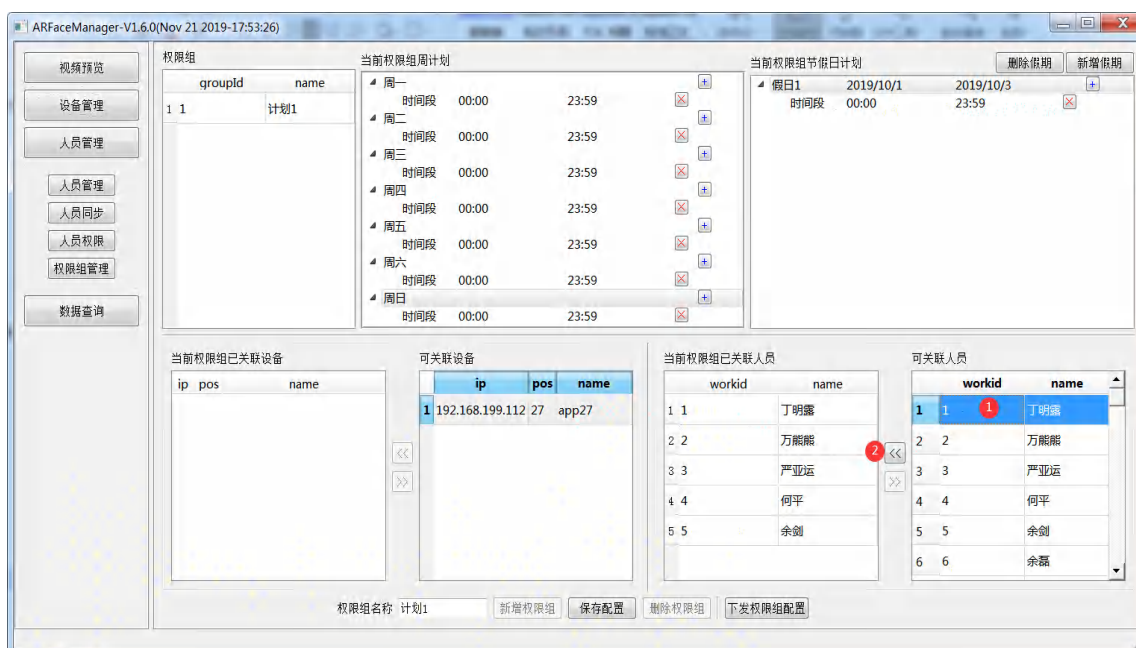 ARFaceManager-V1.6.0(Nov 21 2019-17:53:26)
视频预览
设备管理
人员管理
人员管理
人员同步
人员权限
权限组管理
数据查询
权限组
groupId name
1 1 计划1
当前权限组周计划
周一
时间段 00:00 23:59
周二
时间段 00:00 23:59
周三
时间段 00:00 23:59
周四
时间段 00:00 23:59
周五
时间段 00:00 23:59
周六
时间段 00:00 23:59
周日
时间段 00:00 23:59
当前权限组节假日计划 删除假期 新增假期
假日1 2019/10/1 2019/10/3
时间段 00:00 23:59
当前权限组已关联设备
ip pos name
<<
>>
可关联设备
ip pos name
1 192.168.199.112 27 app27
当前权限组已关联人员
workid name
1 1 丁明露
2 2 万熊熊
3 3 严亚运
4 4 何平
5 5 余剑
2 <<
>>
可关联人员
workid name
1 1 1 丁明露
2 2 万熊熊
3 3 严亚运
4 4 何平
5 5 余剑
6 6 余磊
权限组名称 计划1 新增权限组 保存配置 删除权限组 下发权限组配置